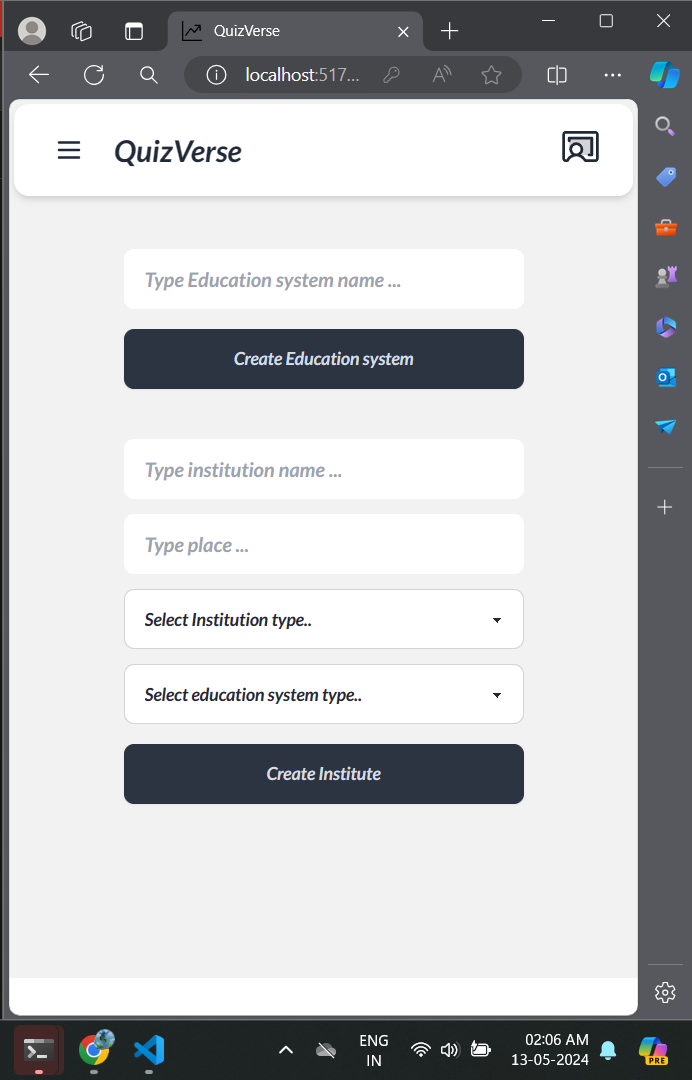 QuizVerse
localhost:517...
QuizVerse
Type Education system name ...
Create Education system
Type institution name ...
Type place ...
Select Institution type..
Select education system type..
Create Institute
ENG
IN
02:06 AM
13-05-2024
PRE